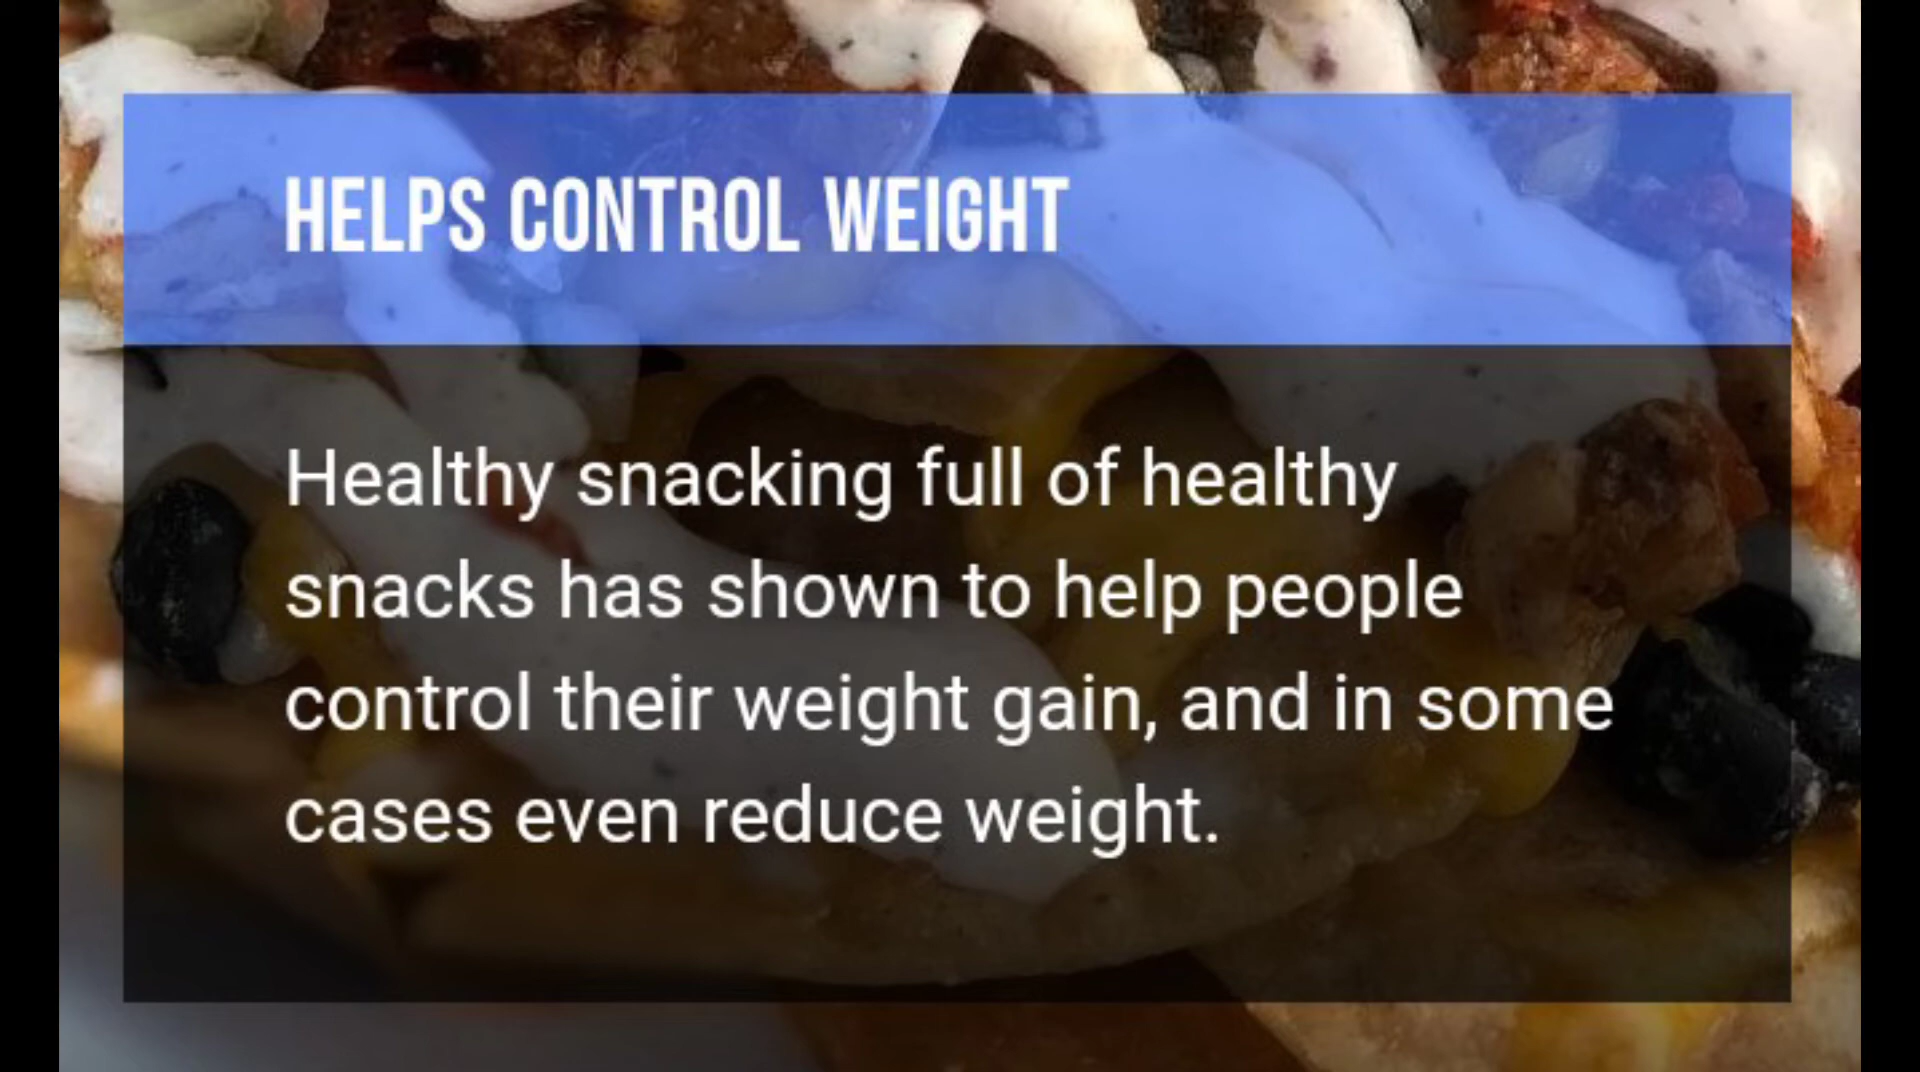 HELPS CONTROL WEIGHT
Healthy snacking full of healthy
snacks has shown to help people
control their weight gain, and in some
cases even reduce weight.